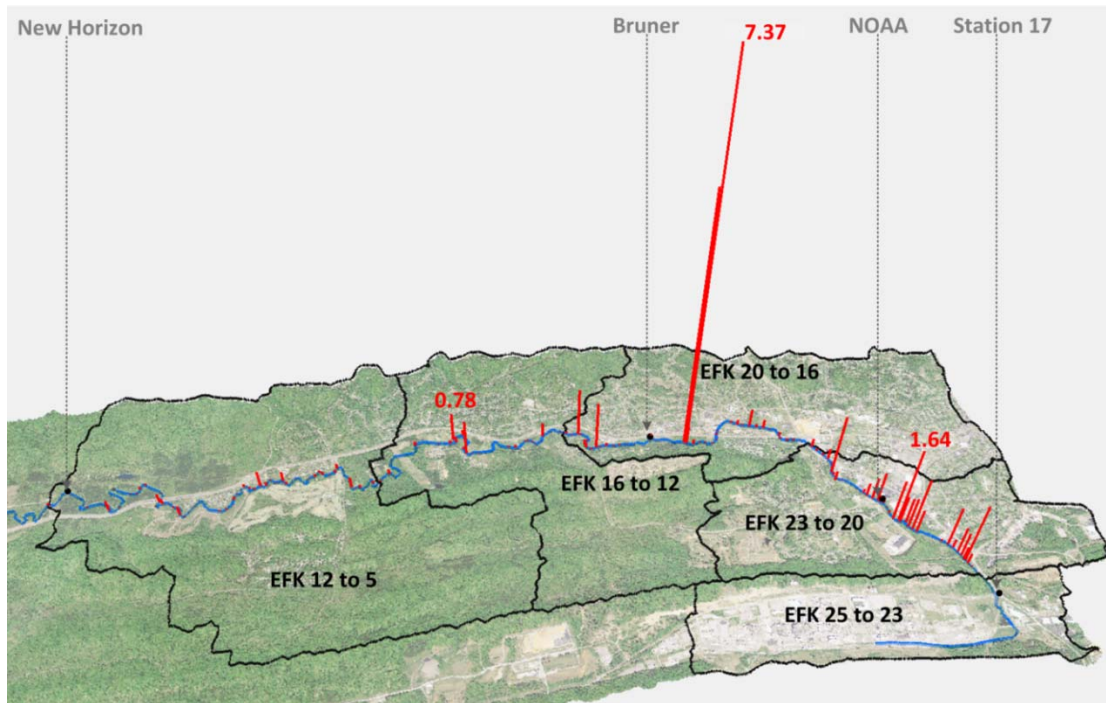 New Horizon
Bruner
NOAA
Station 17
7.37
EFK 20 to 16
0.78
1.64
EFK 16 to 12
EFK 23 to 20
EFK 12 to 5
EFK 25 to 23